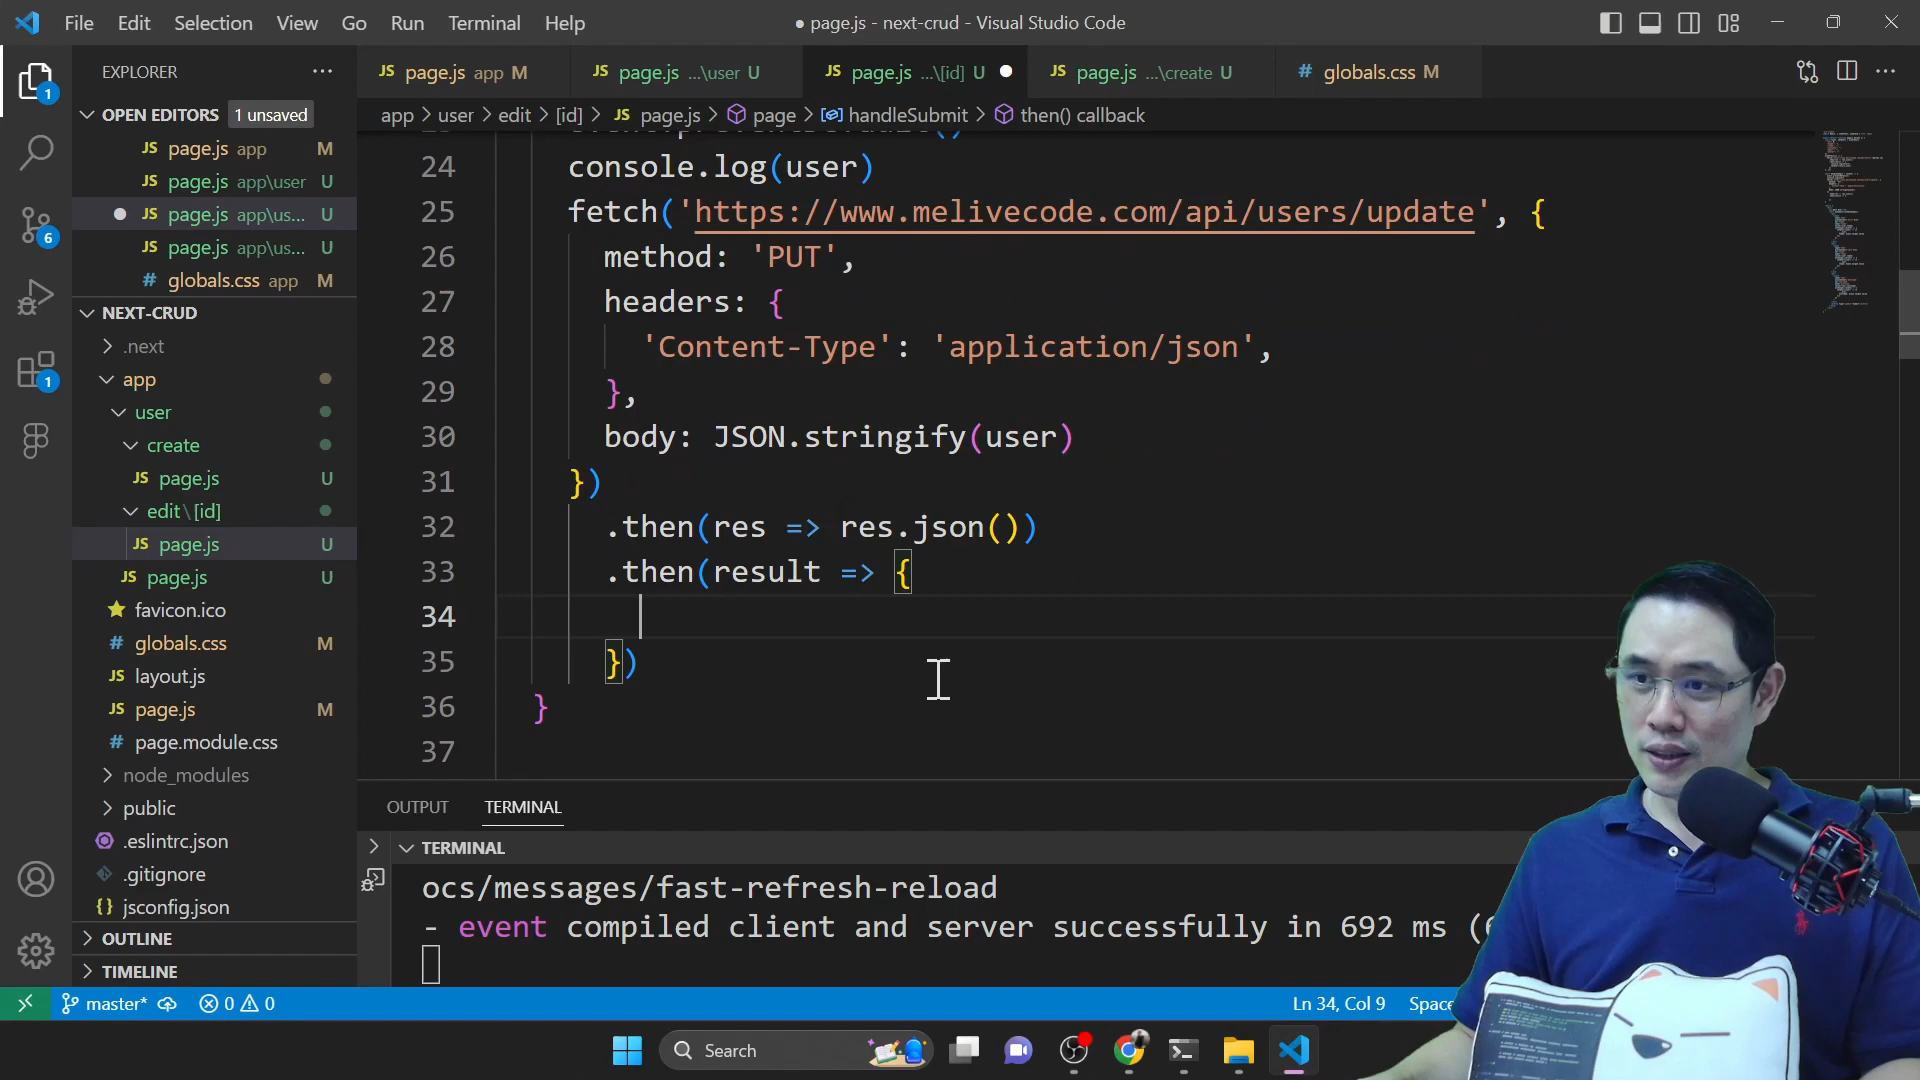 File Edit Selection View Go Run Terminal Help
● page.js - next-crud - Visual Studio Code
EXPLORER
OPEN EDITORS 1 unsaved
JS page.js app M
JS page.js app\user U
JS page.js app\us... U
JS page.js app\us... U
# globals.css app M
NEXT-CRUD
.next
app
user
create
JS page.js U
edit\[id]
JS page.js U
JS page.js U
favicon.ico
# globals.css M
JS layout.js
JS page.js M
# page.module.css
node_modules
public
.eslintrc.json
.gitignore
{} jsconfig.json
OUTLINE
TIMELINE
1
6
1
JS page.js app M
JS page.js ...\user U
JS page.js ...\[id] U
JS page.js ...\create U
# globals.css M
app > user > edit > [id] > JS page.js > page > handleSubmit > then() callback
24 console.log(user)
25 fetch('https://www.melivecode.com/api/users/update', {
26 method: 'PUT',
27 headers: {
28 'Content-Type': 'application/json',
29 },
30 body: JSON.stringify(user)
31 })
32 .then(res => res.json())
33 .then(result => {
34
35 })
36 }
37
OUTPUT TERMINAL
TERMINAL
ocs/messages/fast-refresh-reload
- event compiled client and server successfully in 692 ms (
master* 0 0
Ln 34, Col 9
Search